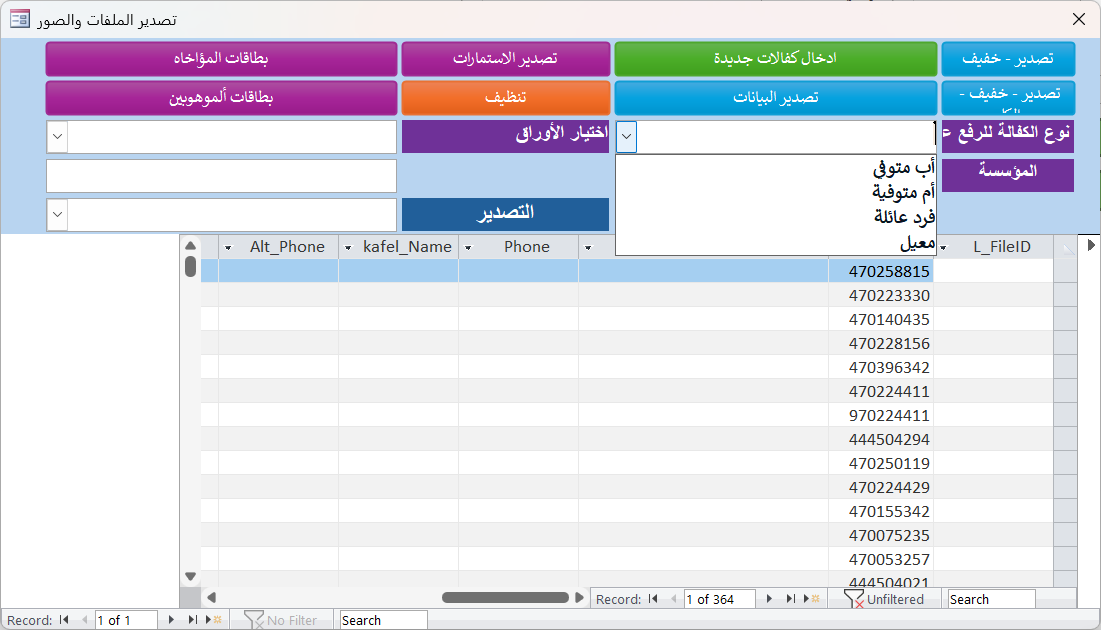 تصدير الملفات والصور
تصدير - خفيف
ادخال كفالات جديدة
تصدير الاستمارات
بطاقات المؤاخاه
تصدير - خفيف -
تصدير البيانات
تنظيف
بطاقات ألموهوبين
نوع الكفالة للرفع
اختيار الأوراق
المؤسسة
التصدير
أب متوفى
أم متوفية
فرد عائلة
معيل
L_FileID
Phone
kafel_Name
Alt_Phone
470258815
470223330
470140435
470228156
470396342
470224411
970224411
444504294
470250119
470224429
470155342
470075235
470053257
444504021
Record: 1 of 364 Unfiltered Search
Record: 1 of 1 No Filter Search